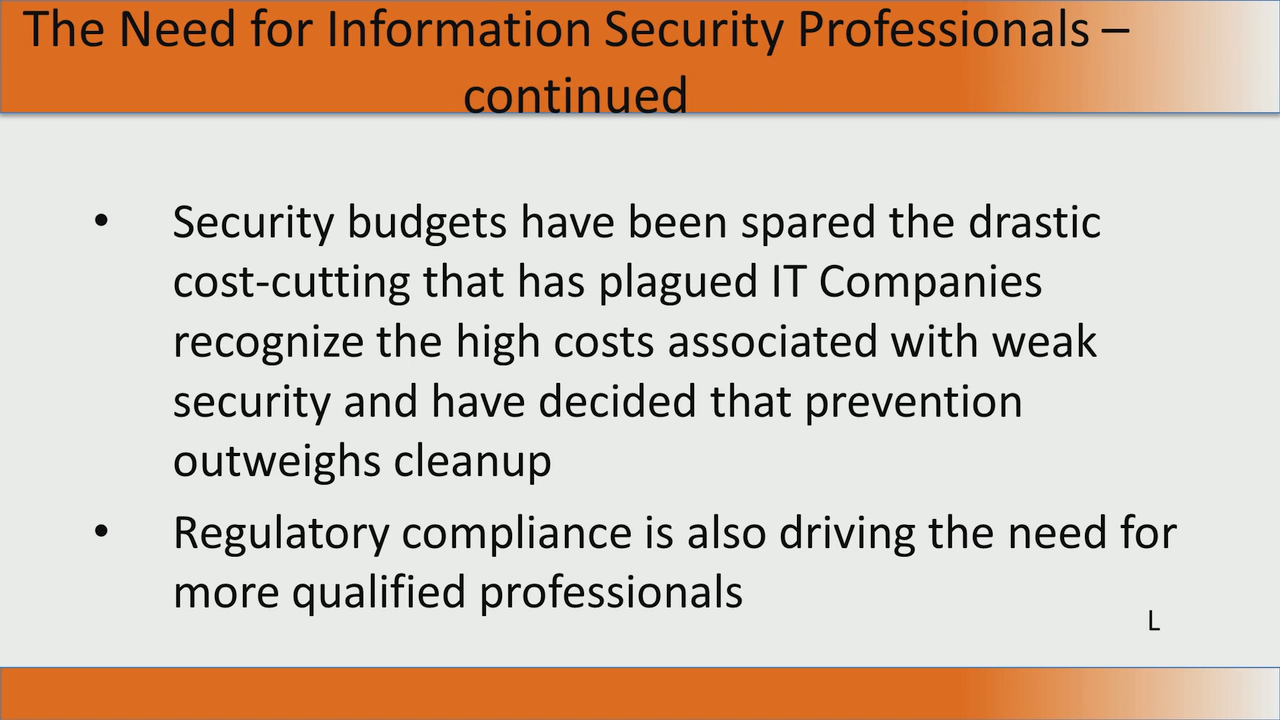 The Need for Information Security Professionals –
continued
• Security budgets have been spared the drastic
cost-cutting that has plagued IT Companies
recognize the high costs associated with weak
security and have decided that prevention
outweighs cleanup
• Regulatory compliance is also driving the need for
more qualified professionals
L